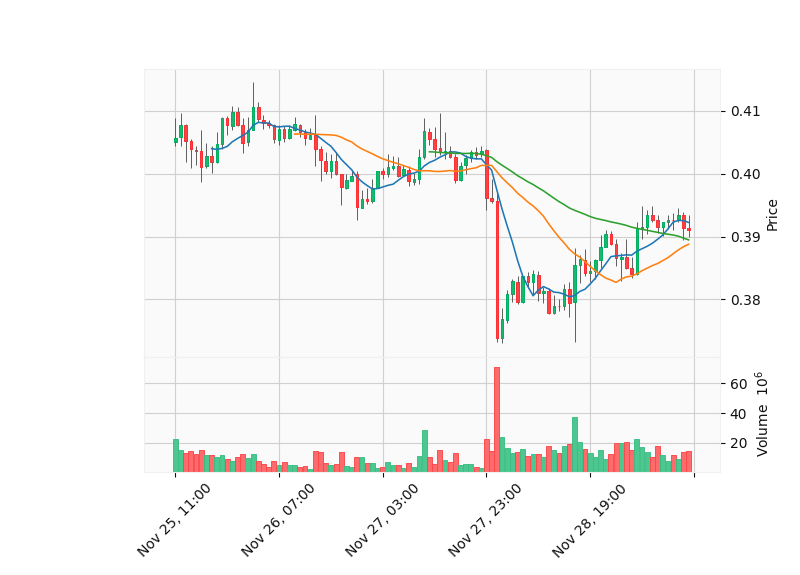 0.41
0.40
0.39
0.38
Price
60
40
20
Volume 10^6
Nov 25, 11:00
Nov 26, 07:00
Nov 27, 03:00
Nov 27, 23:00
Nov 28, 19:00